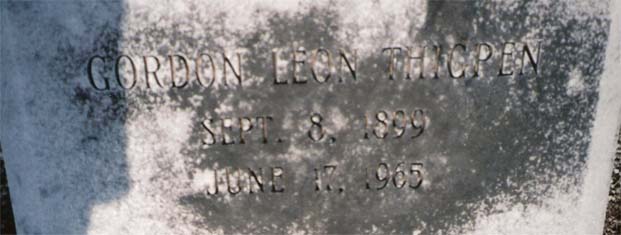 GORDON LEON THIGPEN
SEPT. 8, 1899
JUNE 17, 1965